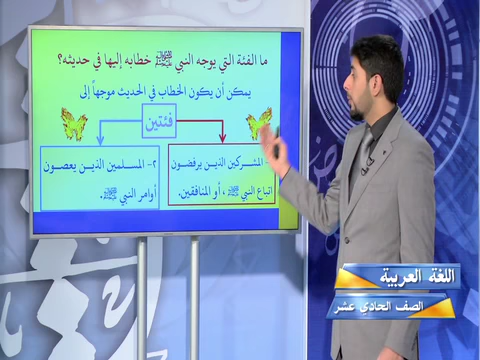 ما الفئة التي يوجه النبي ﷺ خطابه إليها في حديثه؟
يمكن أن يكون الخطاب في الحديث موجهاً إلى
فئتين
المشركين الذين يرفضون
اتباع النبي ﷺ ، أو المنافقين.
٢- المسلمين الذين يعصون
أوامر النبي ﷺ.
اللغة العربية
الصف الحادي عشر